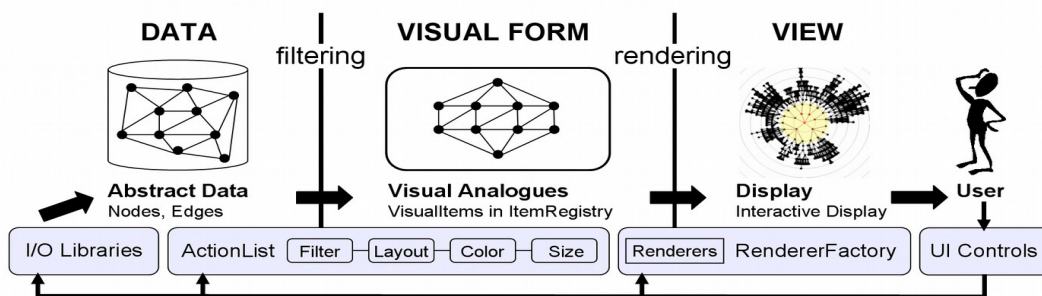 DATA
VISUAL FORM
VIEW
filtering
rendering
Abstract Data
Nodes, Edges
Visual Analogues
VisualItems in ItemRegistry
Display
Interactive Display
User
I/O Libraries
ActionList
Filter
Layout
Color
Size
Renderers
RendererFactory
UI Controls